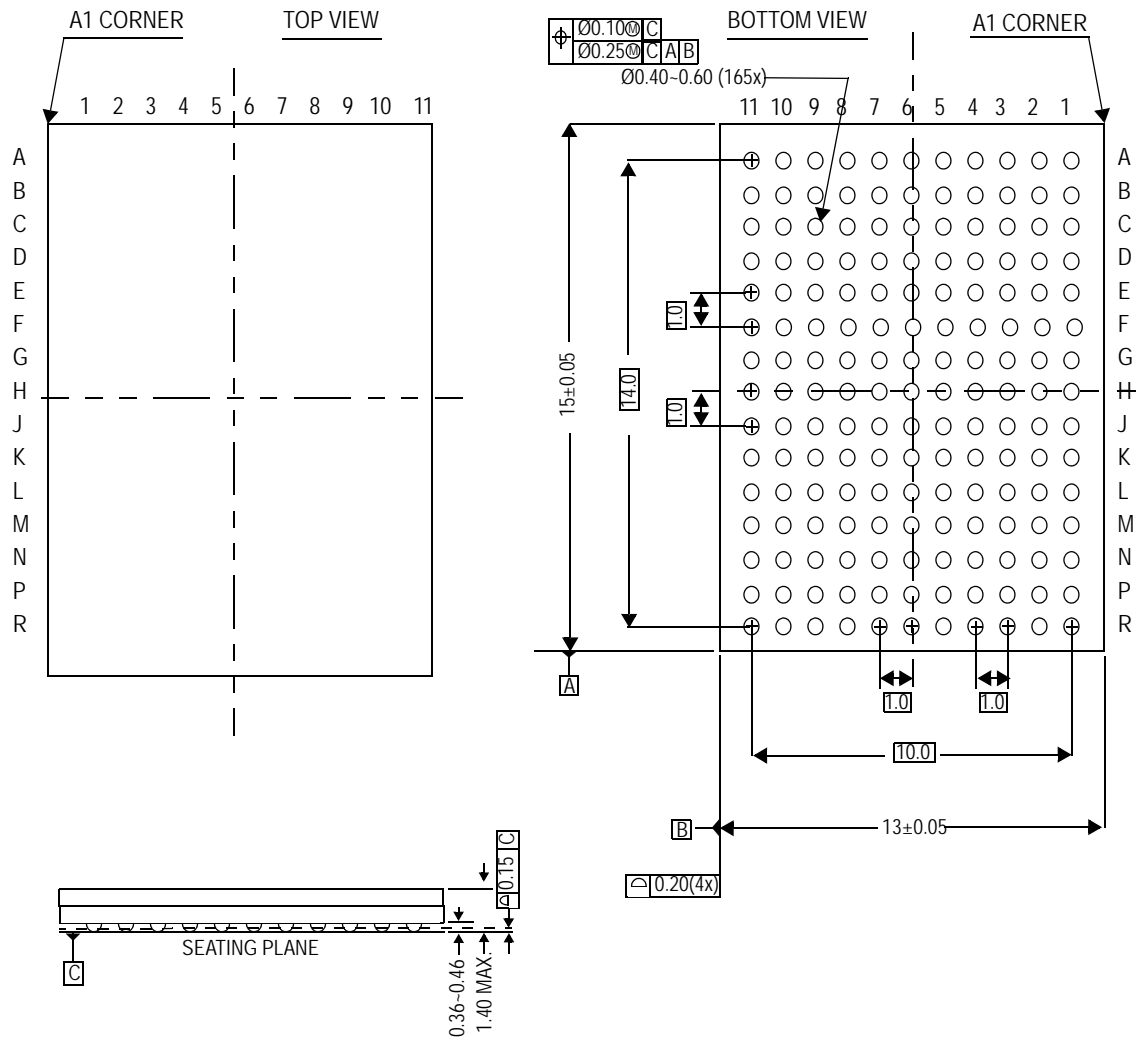 A1 CORNER
TOP VIEW
1 2 3 4 5 6 7 8 9 10 11
A
B
C
D
E
F
G
H
J
K
L
M
N
P
R
Ø0.10Ⓜ C
Ø0.25Ⓜ C A B
BOTTOM VIEW
A1 CORNER
Ø0.40~0.60 (165x)
11 10 9 8 7 6 5 4 3 2 1
A
B
C
D
E
F
G
H
J
K
L
M
N
P
R
15±0.05
14.0
1.0
1.0
A
1.0
1.0
10.0
B
13±0.05
0.20(4x)
0.15 C
SEATING PLANE
C
0.36~0.46
1.40 MAX.